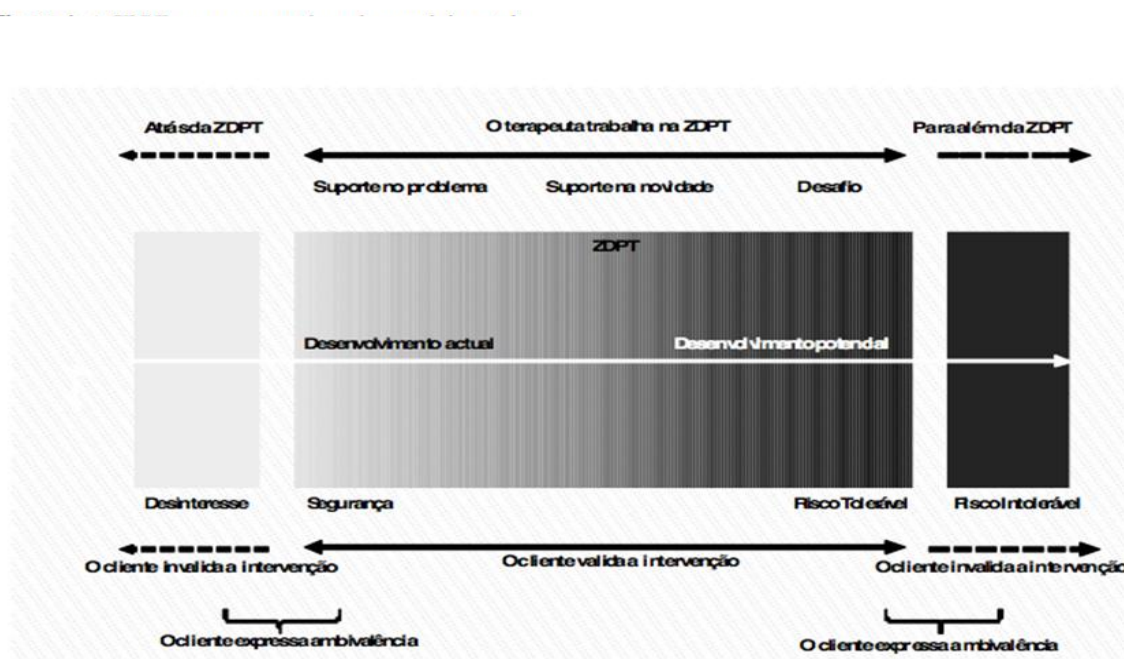 Atrás da ZDPT
O terapeuta trabalha na ZDPT
Para além da ZDPT
Suporte no problema
Suporte na novidade
Desafio
ZDPT
Desenvolvimento actual
Desenvolvimento potencial
Desinteresse
Segurança
Risco Tolerável
Risco Intolerável
O cliente invalida a intervenção
O cliente valida a intervenção
O cliente invalida a intervenção
O cliente expressa ambivalência
O cliente expressa ambivalência